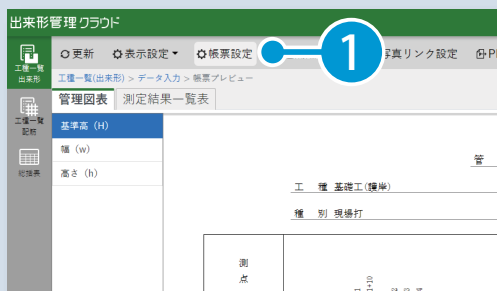 出来形管理クラウド
更新 表示設定 帳票設定 1 写真リンク設定
工種一覧
出来形
工種一覧(出来形) > データ入力 > 帳票プレビュー
管理図表 測定結果一覧表
工種一覧
配筋
総括表
基準高（H）
幅（w）
高さ（h）
管
工 種 基礎工(護岸)
種 別 現場打
測
点